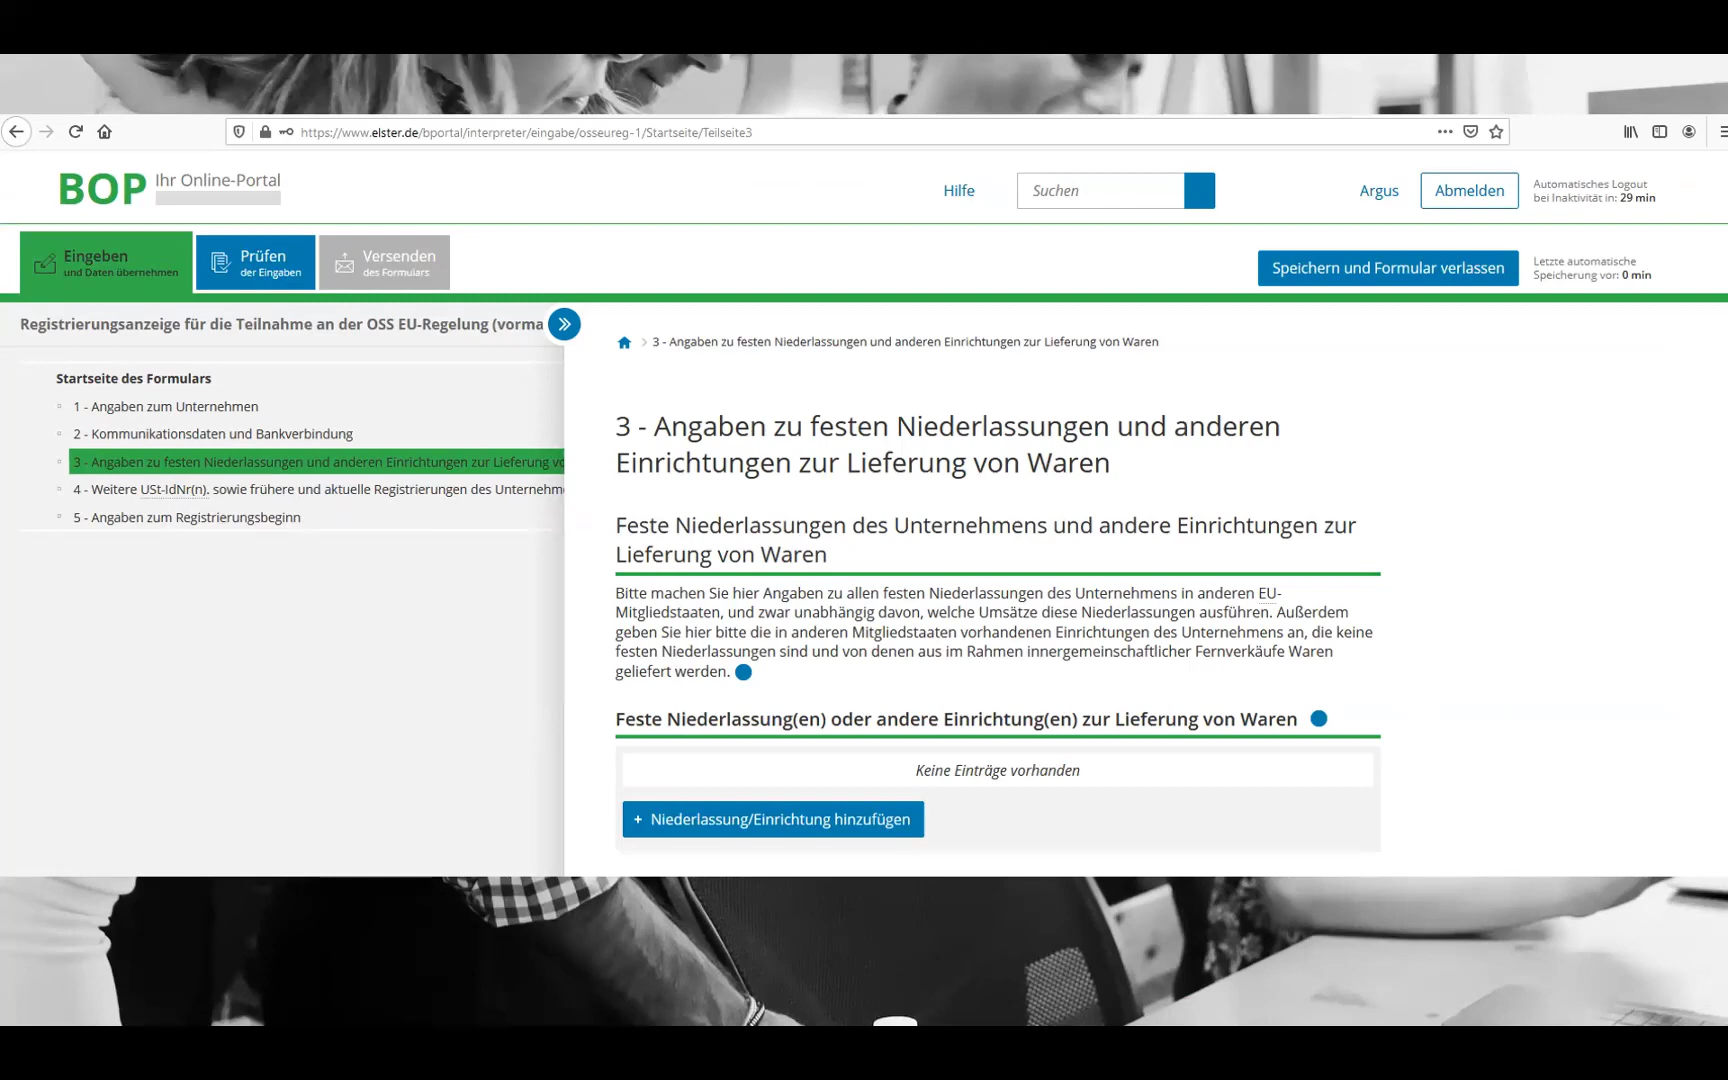 https://www.elster.de/bportal/interpreter/eingabe/osseureg-1/Startseite/Teilseite3
BOP Ihr Online-Portal
Hilfe
Suchen
Argus
Abmelden
Automatisches Logout
bei Inaktivität in: 29 min
Eingeben
und Daten übernehmen
Prüfen
der Eingaben
Versenden
des Formulars
Speichern und Formular verlassen
Letzte automatische
Speicherung vor: 0 min
Registrierungsanzeige für die Teilnahme an der OSS EU-Regelung (vorma
Startseite des Formulars
1 - Angaben zum Unternehmen
2 - Kommunikationsdaten und Bankverbindung
3 - Angaben zu festen Niederlassungen und anderen Einrichtungen zur Lieferung vo
4 - Weitere USt-IdNr(n). sowie frühere und aktuelle Registrierungen des Unternehm
5 - Angaben zum Registrierungsbeginn
3 - Angaben zu festen Niederlassungen und anderen Einrichtungen zur Lieferung von Waren
3 - Angaben zu festen Niederlassungen und anderen
Einrichtungen zur Lieferung von Waren
Feste Niederlassungen des Unternehmens und andere Einrichtungen zur
Lieferung von Waren
Bitte machen Sie hier Angaben zu allen festen Niederlassungen des Unternehmens in anderen EU-
Mitgliedstaaten, und zwar unabhängig davon, welche Umsätze diese Niederlassungen ausführen. Außerdem
geben Sie hier bitte die in anderen Mitgliedstaaten vorhandenen Einrichtungen des Unternehmens an, die keine
festen Niederlassungen sind und von denen aus im Rahmen innergemeinschaftlicher Fernverkäufe Waren
geliefert werden.
Feste Niederlassung(en) oder andere Einrichtung(en) zur Lieferung von Waren
Keine Einträge vorhanden
+ Niederlassung/Einrichtung hinzufügen